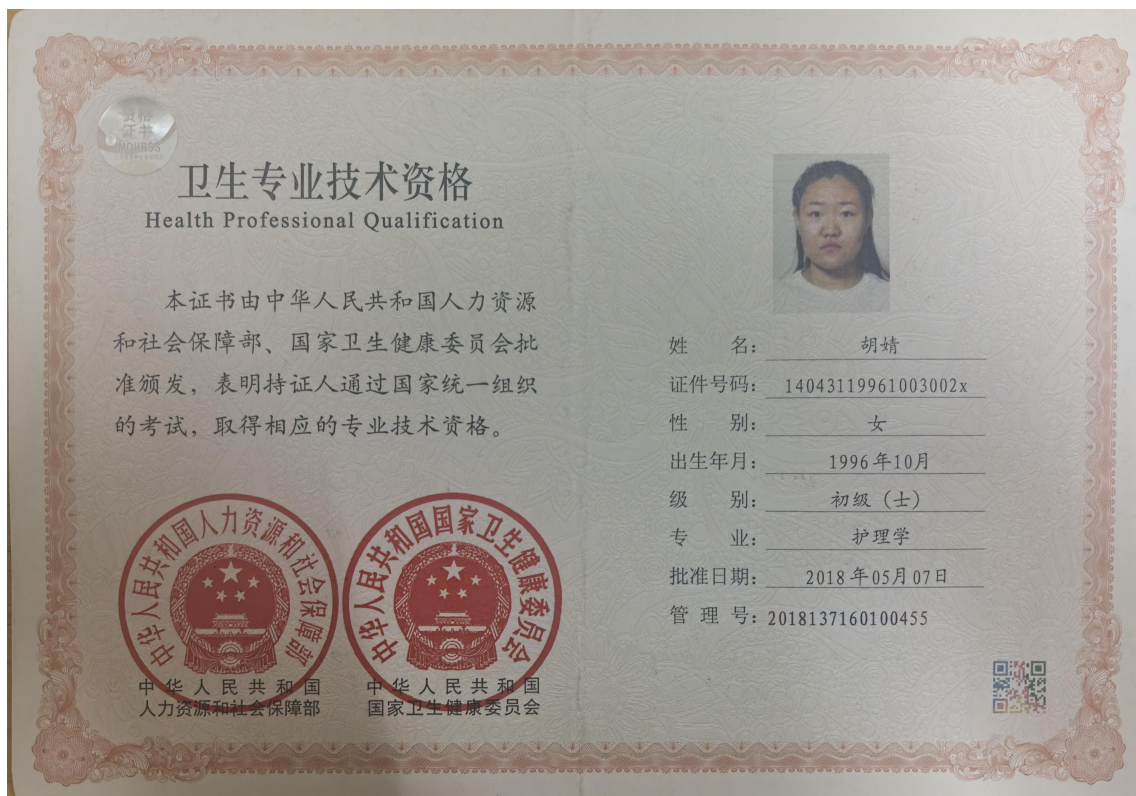 资格
证书
MOHRSS
卫生专业技术资格
Health Professional Qualification
本证书由中华人民共和国人力资源
和社会保障部、国家卫生健康委员会批
准颁发，表明持证人通过国家统一组织
的考试，取得相应的专业技术资格。
中华人民共和国人力资源和社会保障部
中华人民共和国国家卫生健康委员会
中华人民共和国
人力资源和社会保障部
中华人民共和国
国家卫生健康委员会
姓名：胡婧
证件号码：14043119961003002x
性别：女
出生年月：1996年10月
级别：初级（士）
专业：护理学
批准日期：2018年05月07日
管理号：2018137160100455